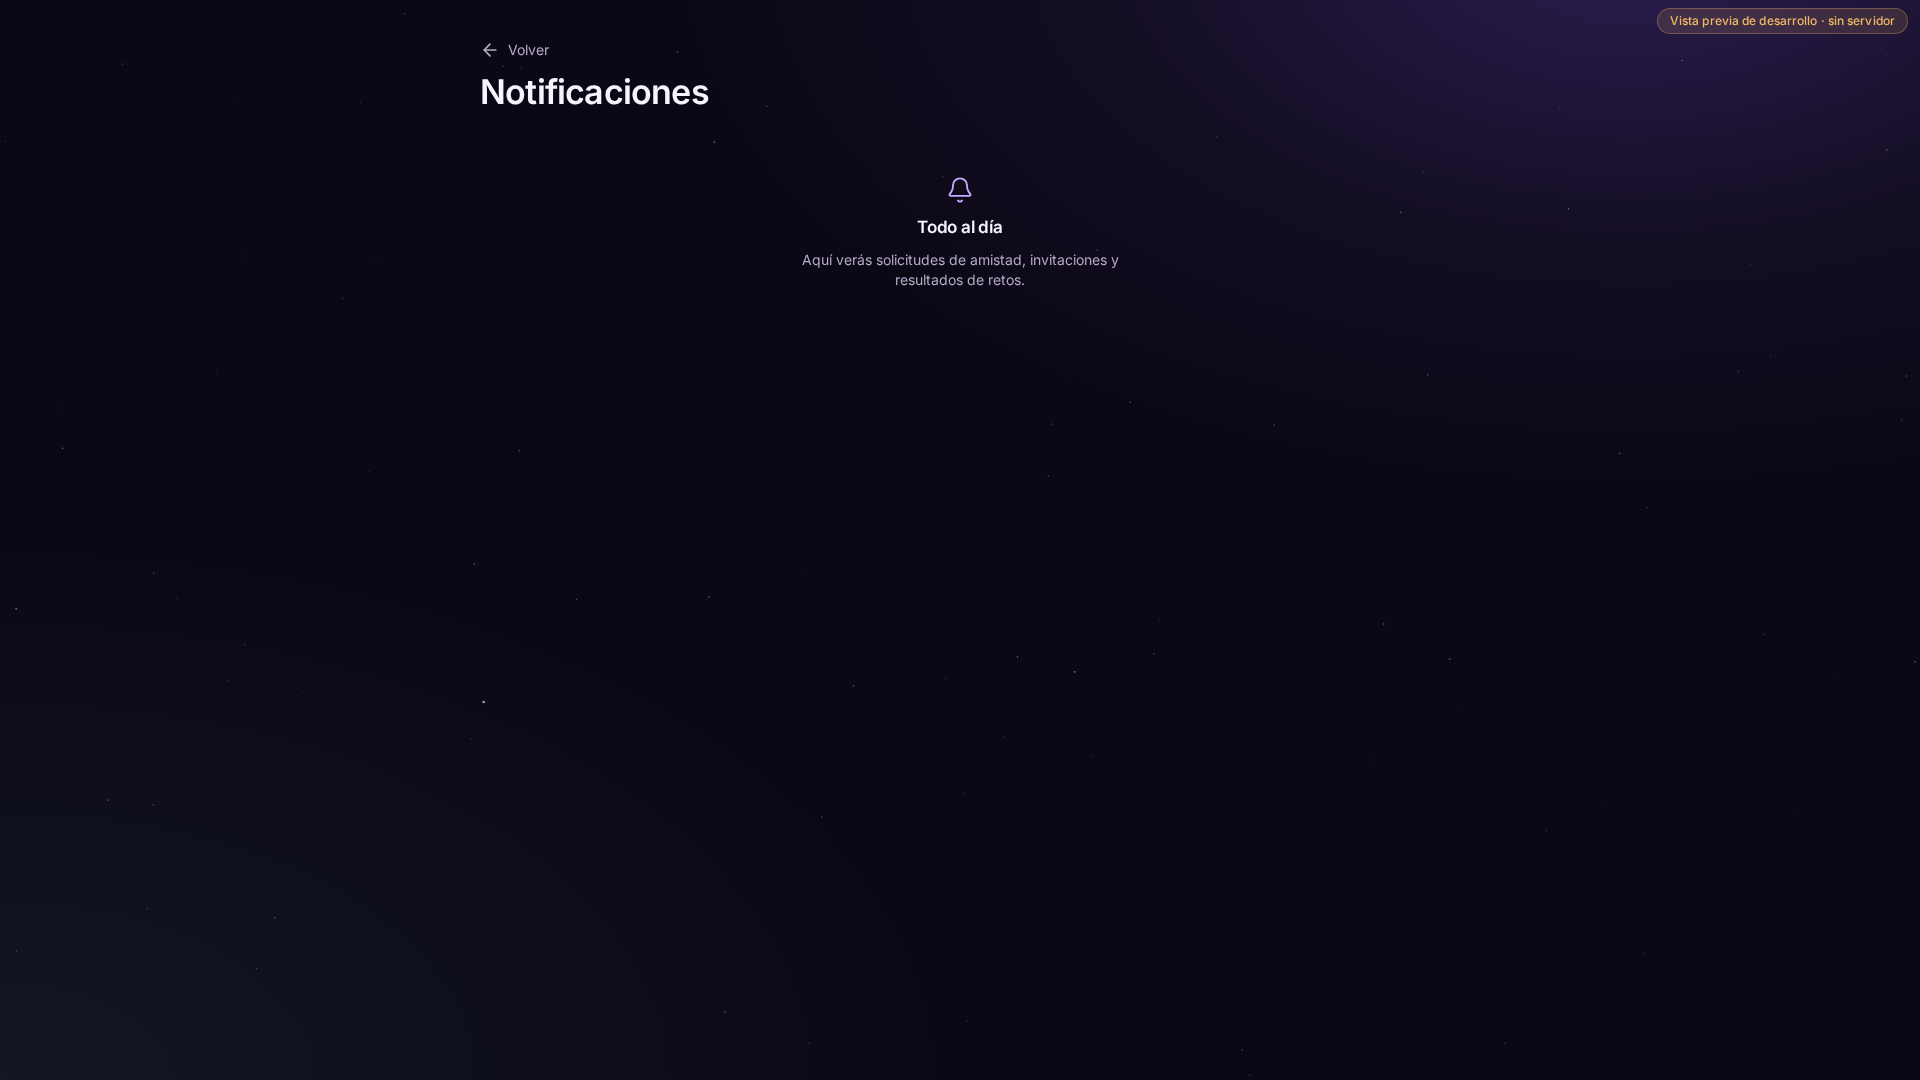 Vista previa de desarrollo · sin servidor
Volver
Notificaciones
Todo al día
Aquí verás solicitudes de amistad, invitaciones y
resultados de retos.